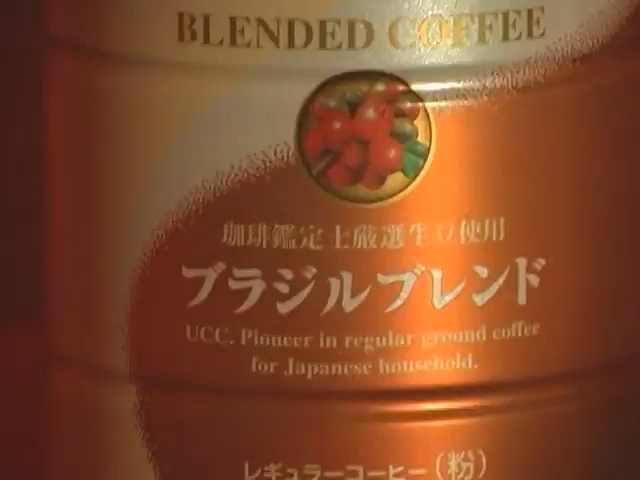 BLENDED COFFEE
珈琲鑑定士厳選生豆使用
ブラジルブレンド
UCC. Pioneer in regular ground coffee
for Japanese household.
レギュラーコーヒー（粉）